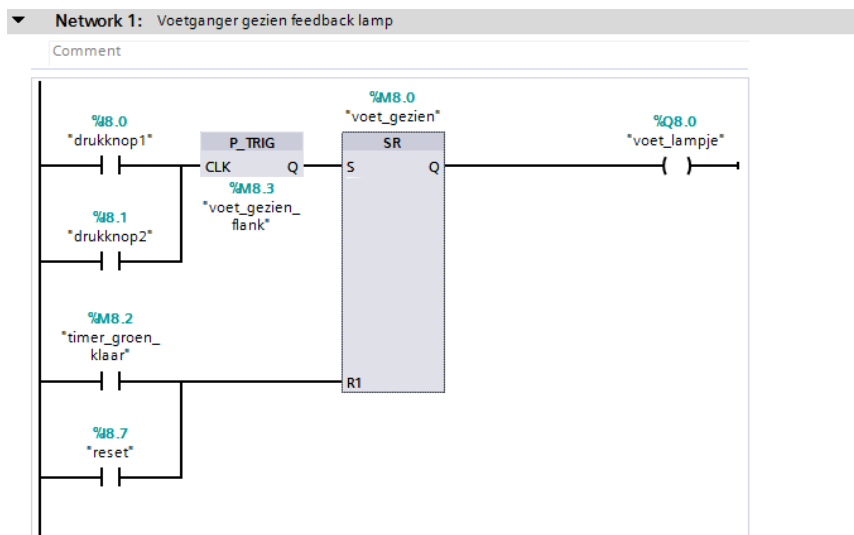 Network 1: Voetganger gezien feedback lamp
Comment
%I8.0
"drukknop1"
P_TRIG
CLK Q
%M8.3
"voet_gezien_
flank"
%M8.0
"voet_gezien"
SR
S Q
R1
%Q8.0
"voet_lampje"
%I8.1
"drukknop2"
%M8.2
"timer_groen_
klaar"
%I8.7
"reset"